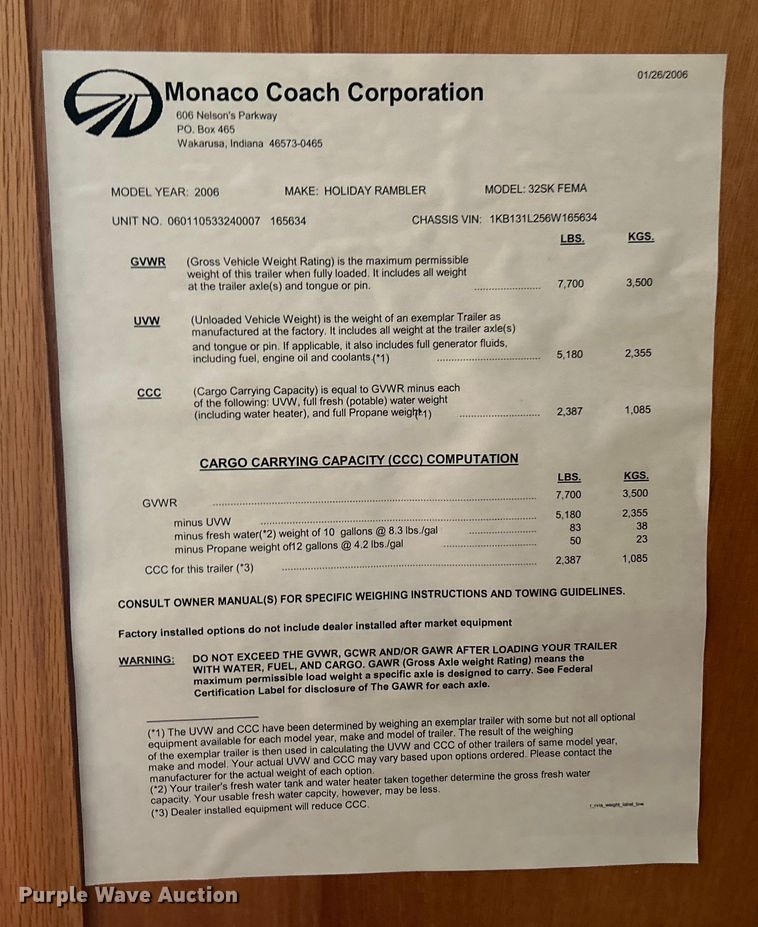 01/26/2006
Monaco Coach Corporation
606 Nelson's Parkway
PO. Box 465
Wakarusa, Indiana 46573-0465
MODEL YEAR: 2006 MAKE: HOLIDAY RAMBLER MODEL: 32SK FEMA
UNIT NO. 060110533240007 165634 CHASSIS VIN: 1KB131L256W165634
LBS. KGS.
GVWR (Gross Vehicle Weight Rating) is the maximum permissible
weight of this trailer when fully loaded. It includes all weight
at the trailer axle(s) and tongue or pin. 7,700 3,500
UVW (Unloaded Vehicle Weight) is the weight of an exemplar Trailer as
manufactured at the factory. It includes all weight at the trailer axle(s)
and tongue or pin. If applicable, it also includes full generator fluids,
including fuel, engine oil and coolants.(*1) 5,180 2,355
CCC (Cargo Carrying Capacity) is equal to GVWR minus each
of the following: UVW, full fresh (potable) water weight
(including water heater), and full Propane weight.(*1) 2,387 1,085
CARGO CARRYING CAPACITY (CCC) COMPUTATION
LBS. KGS.
GVWR 7,700 3,500
minus UVW 5,180 2,355
minus fresh water(*2) weight of 10 gallons @ 8.3 lbs./gal 83 38
minus Propane weight of12 gallons @ 4.2 lbs./gal 50 23
CCC for this trailer (*3) 2,387 1,085
CONSULT OWNER MANUAL(S) FOR SPECIFIC WEIGHING INSTRUCTIONS AND TOWING GUIDELINES.
Factory installed options do not include dealer installed after market equipment
WARNING: DO NOT EXCEED THE GVWR, GCWR AND/OR GAWR AFTER LOADING YOUR TRAILER
WITH WATER, FUEL, AND CARGO. GAWR (Gross Axle weight Rating) means the
maximum permissible load weight a specific axle is designed to carry. See Federal
Certification Label for disclosure of The GAWR for each axle.
(*1) The UVW and CCC have been determined by weighing an exemplar trailer with some but not all optional
equipment available for each model year, make and model of trailer. The result of the weighing
of the exemplar trailer is then used in calculating the UVW and CCC of other trailers of same model year,
make and model. Your actual UVW and CCC may vary based upon options ordered. Please contact the
manufacturer for the actual weight of each option.
(*2) Your trailer's fresh water tank and water heater taken together determine the gross fresh water
capacity. Your usable fresh water capcity, however, may be less.
(*3) Dealer installed equipment will reduce CCC.
Purple Wave Auction